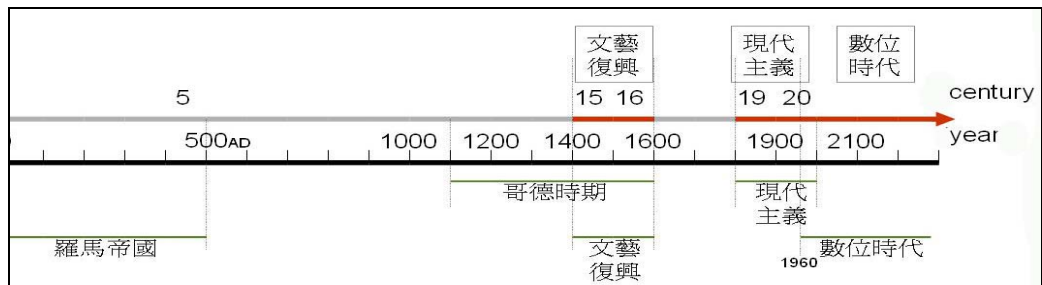 文藝
復興
現代
主義
數位
時代
5 15 16 19 20 century
500AD 1000 1200 1400 1600 1900 2100 year
哥德時期
現代
主義
羅馬帝國
文藝
復興
數位時代
1960